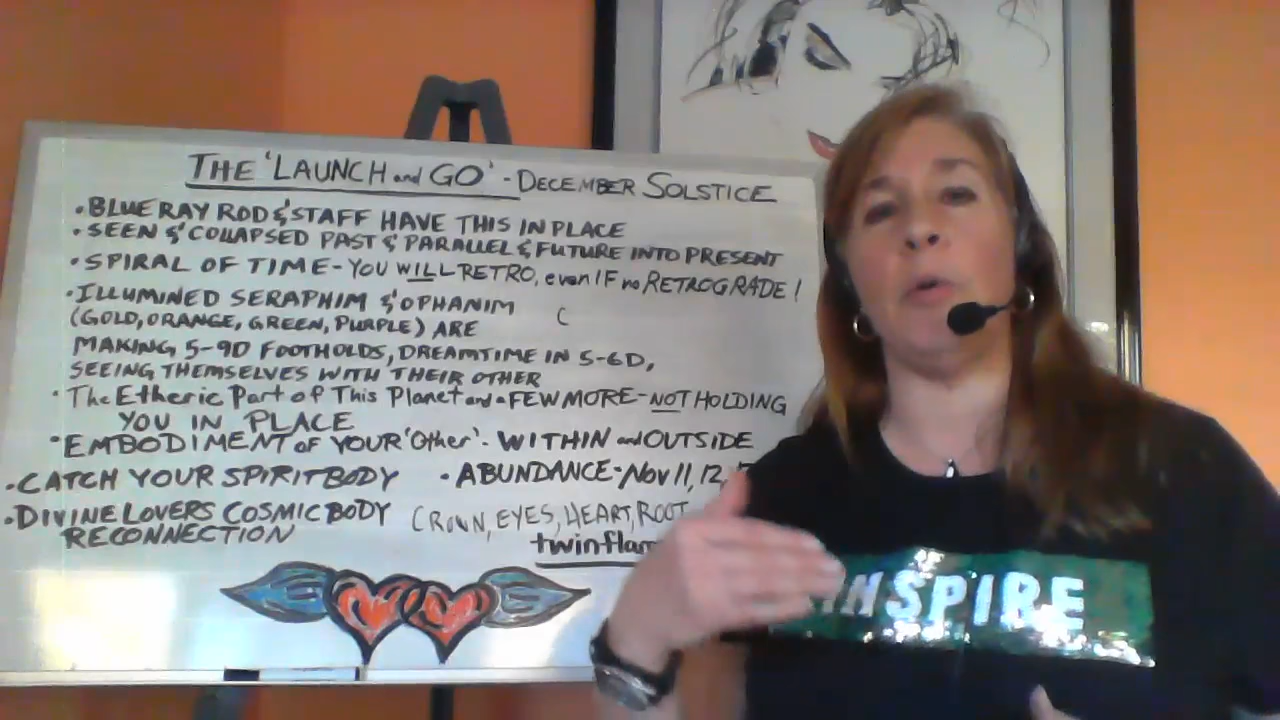 THE 'LAUNCH and GO' - DECEMBER SOLSTICE
• BLUE RAY ROD & STAFF HAVE THIS IN PLACE
• SEEN & COLLAPSED PAST & PARALLEL & FUTURE INTO PRESENT
• SPIRAL OF TIME - YOU WILL RETRO, even IF no RETROGRADE!
• ILLUMINED SERAPHIM & OPHANIM
(GOLD, ORANGE, GREEN, PURPLE) ARE
MAKING 5-9D FOOTHOLDS, DREAMTIME IN 5-6D,
SEEING THEMSELVES WITH THEIR OTHER
• The Etheric Part of This Planet and a FEW MORE - NOT HOLDING
YOU IN PLACE
• EMBODIMENT of YOUR 'Other' - WITHIN and OUTSIDE
• CATCH YOUR SPIRIT BODY • ABUNDANCE - Nov 11, 12,
• DIVINE LOVERS COSMIC BODY
RECONNECTION
CROWN, EYES, HEART, ROOT
twinflam
INSPIRE